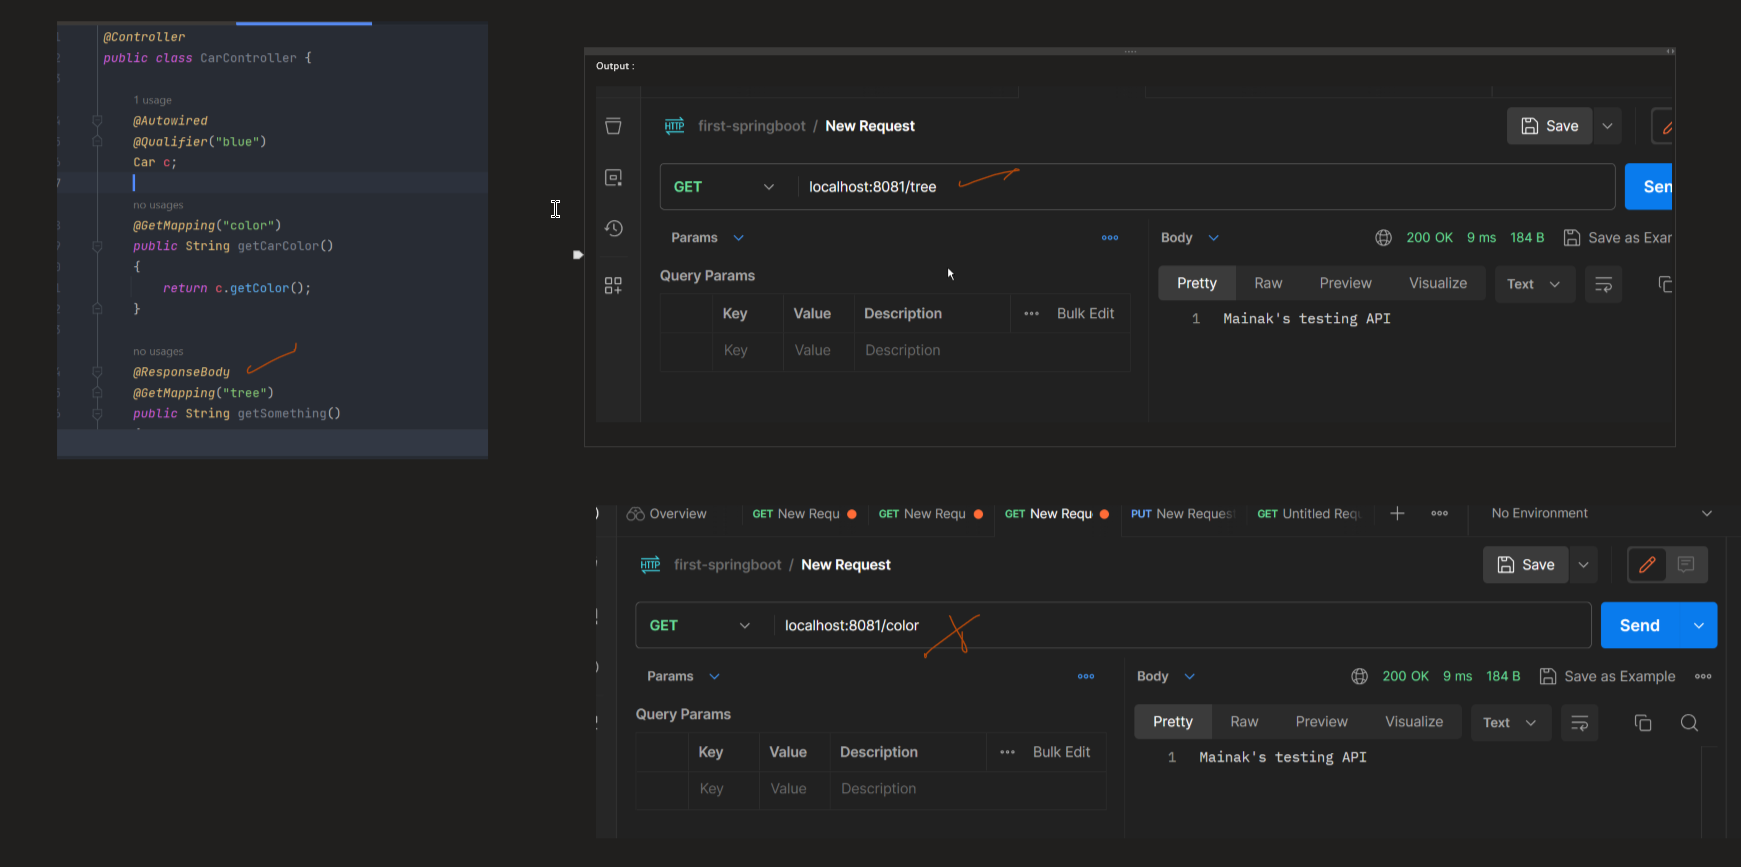 @Controller
public class CarController {
1 usage
@Autowired
@Qualifier("blue")
Car c;
no usages
@GetMapping("color")
public String getCarColor()
{
return c.getColor();
}
no usages
@ResponseBody
@GetMapping("tree")
public String getSomething()
Output :
HTTP first-springboot / New Request
Save
GET localhost:8081/tree
Params
Body 200 OK 9 ms 184 B
Query Params
Pretty Raw Preview Visualize Text
Key Value Description Bulk Edit
1 Mainak's testing API
Key Value Description
Overview GET New Requ GET New Requ GET New Requ PUT New Request GET Untitled Requ No Environment
HTTP first-springboot / New Request
Save
GET localhost:8081/color
Send
Params
Body 200 OK 9 ms 184 B Save as Example
Query Params
Pretty Raw Preview Visualize Text
Key Value Description Bulk Edit
1 Mainak's testing API
Key Value Description